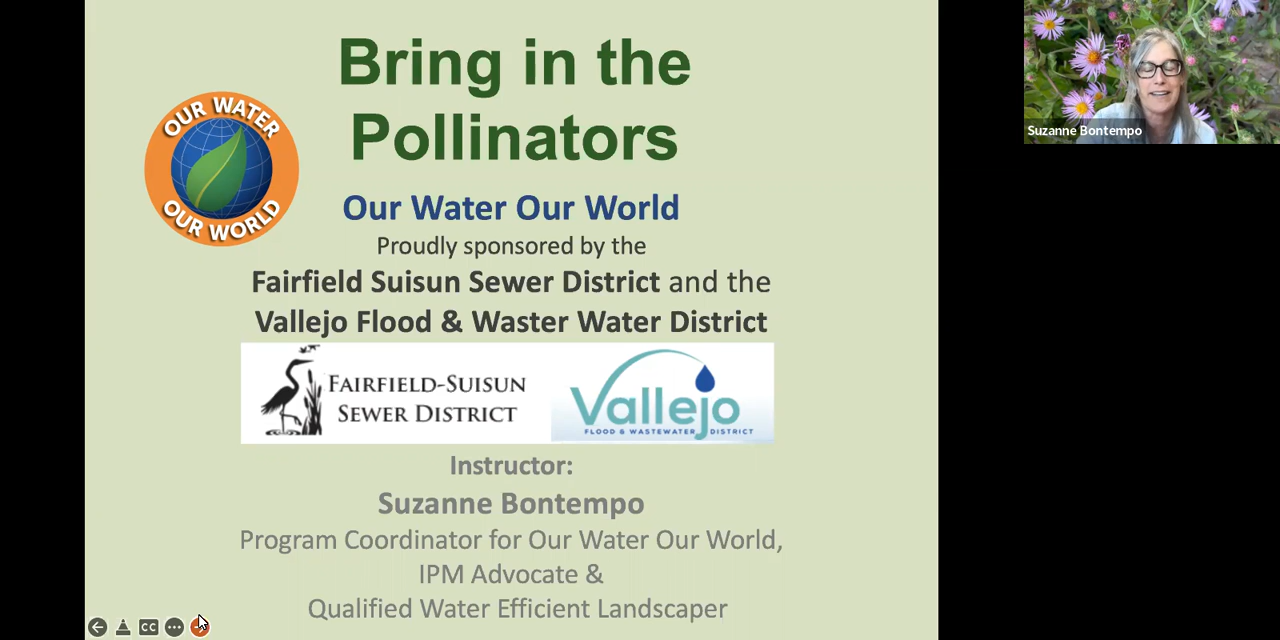 Bring in the
Pollinators
OUR WATER
OUR WORLD
Our Water Our World
Proudly sponsored by the
Fairfield Suisun Sewer District and the
Vallejo Flood & Waster Water District
FAIRFIELD-SUISUN
SEWER DISTRICT
Vallejo
FLOOD & WASTEWATER DISTRICT
Instructor:
Suzanne Bontempo
Program Coordinator for Our Water Our World,
IPM Advocate &
Qualified Water Efficient Landscaper
CC
Suzanne Bontempo